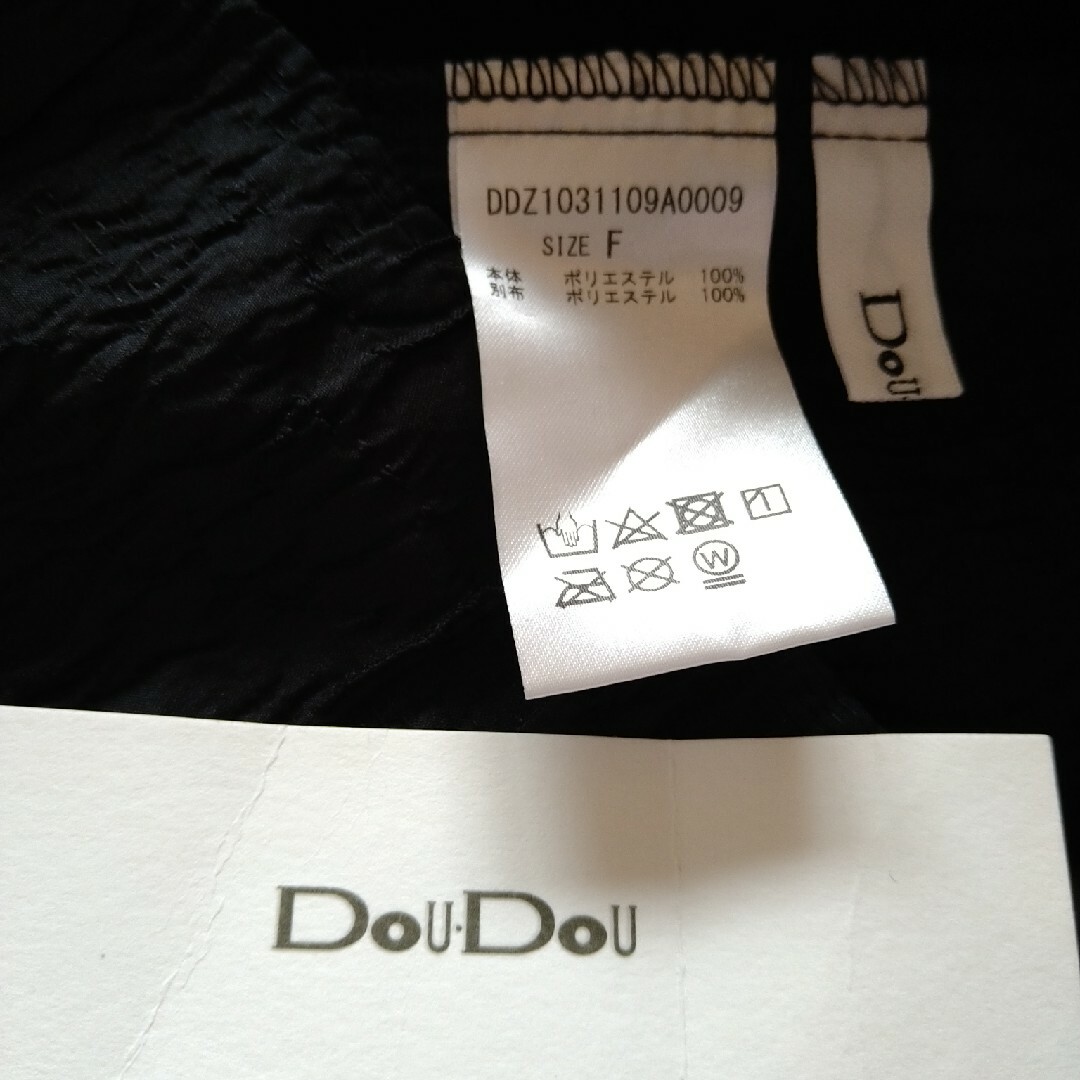 DDZ1031109A0009
SIZE F
本体 ポリエステル 100%
別布 ポリエステル 100%
W
DoU·
DoU·DoU